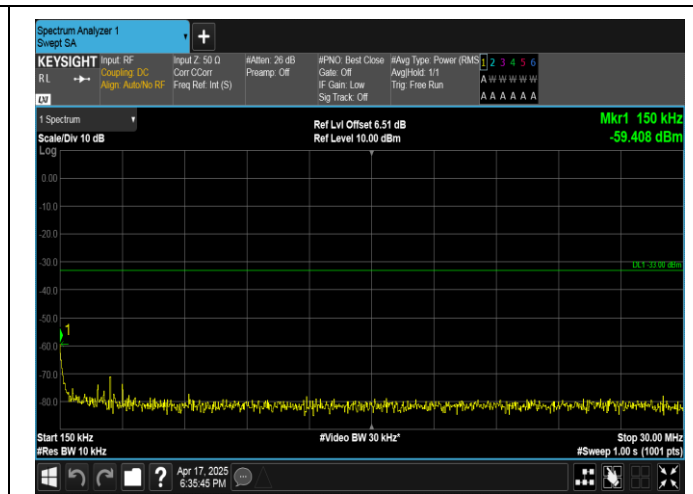 Spectrum Analyzer 1
Swept SA
+
KEYSIGHT Input: RF Input Z: 50 Ω #Atten: 26 dB #PNO: Best Close #Avg Type: Power (RMS 1 2 3 4 5 6
RL Coupling: DC Corr CCorr Preamp: Off Gate: Off Avg|Hold: 1/1 A W W W W W
Align: Auto/No RF Freq Ref: Int (S) IF Gain: Low Trig: Free Run
Sig Track: Off A A A A A A
LXI
1 Spectrum Ref Lvl Offset 6.51 dB Mkr1 150 kHz
Scale/Div 10 dB Ref Level 10.00 dBm -59.408 dBm
Log
0.00
-10.0
-20.0
-30.0
DL1 -33.00 dBm
-40.0
-50.0
1
-60.0
-70.0
-80.0
Start 150 kHz #Video BW 30 kHz* Stop 30.00 MHz
#Res BW 10 kHz #Sweep 1.00 s (1001 pts)
? Apr 17, 2025
6:35:45 PM